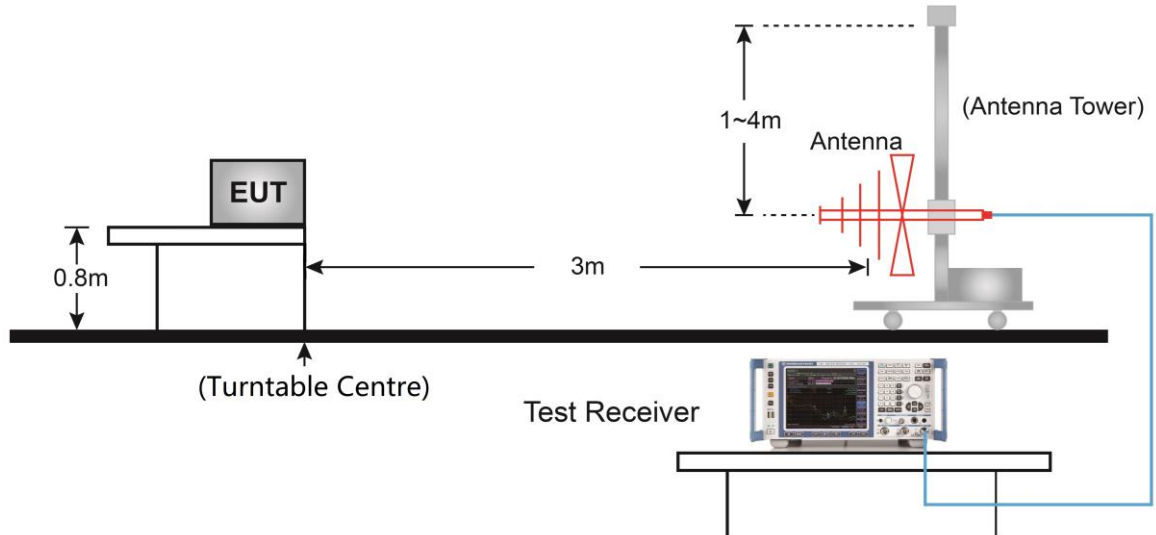 1~4m
(Antenna Tower)
Antenna
EUT
0.8m
3m
(Turntable Centre)
Test Receiver